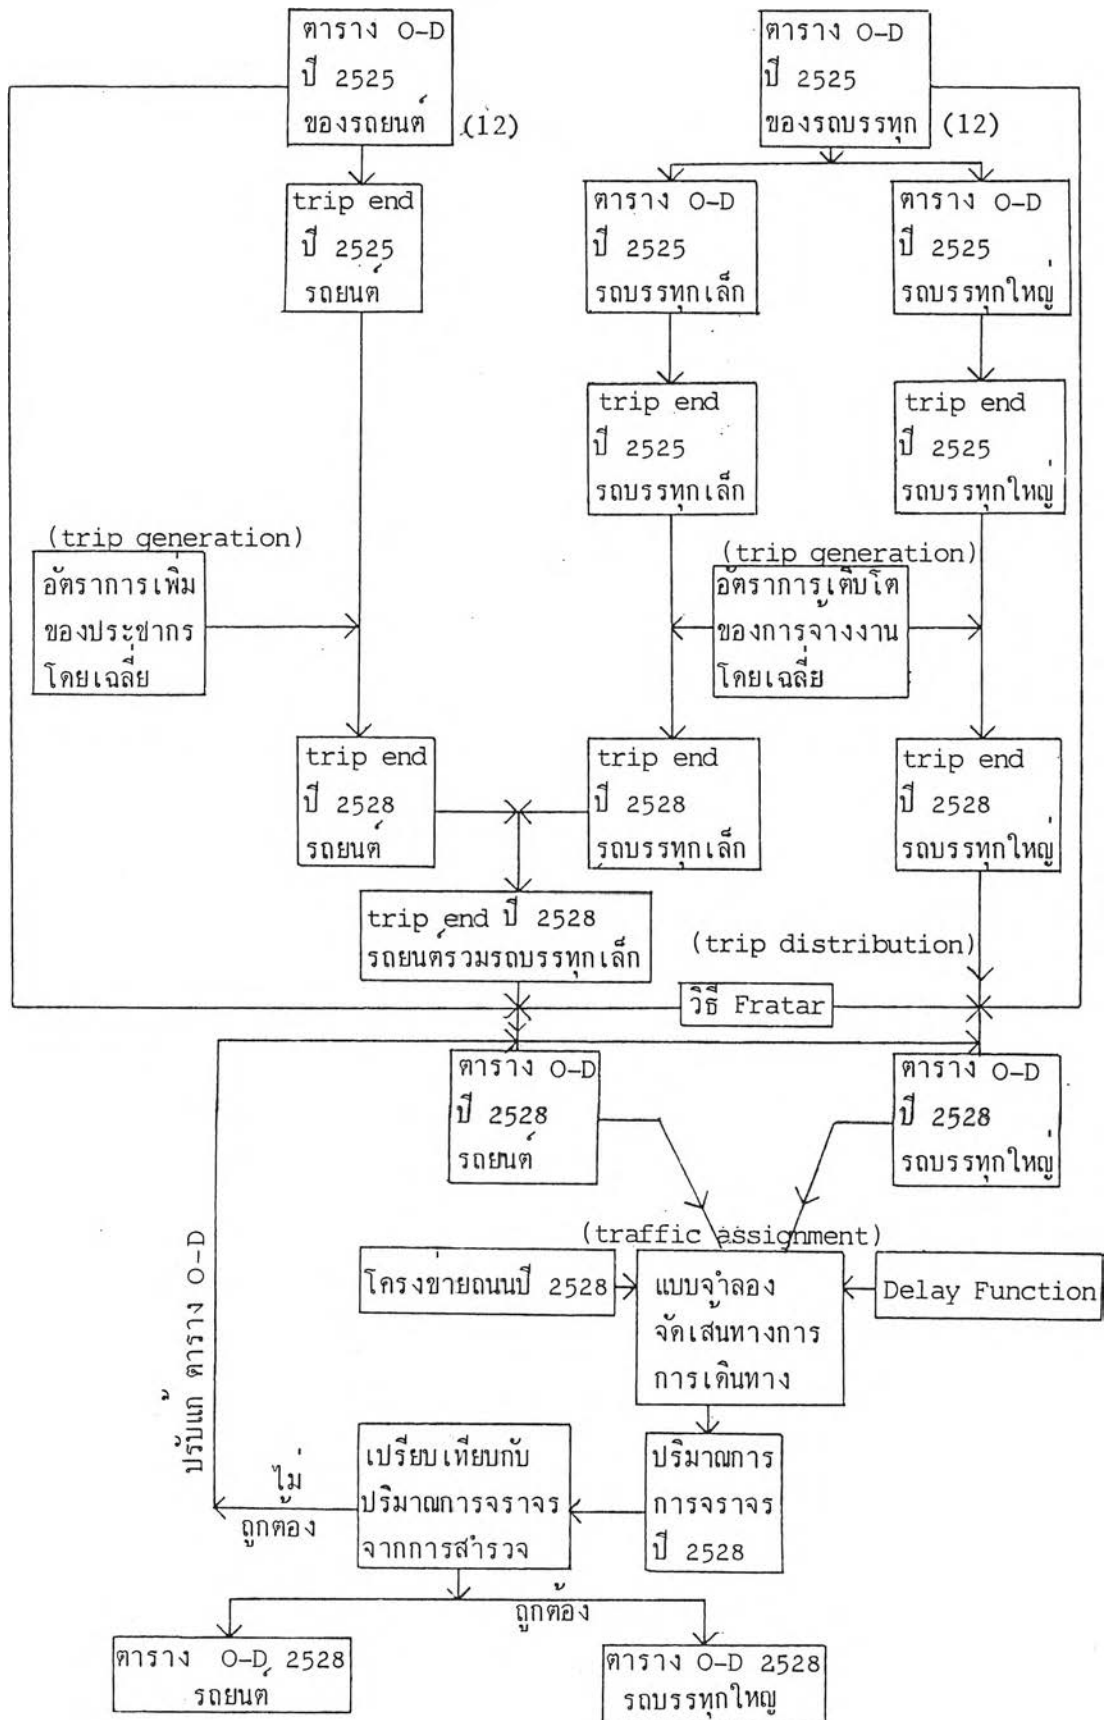 ตาราง O-D
ปี 2525
ของรถยนต์ (12)
ตาราง O-D
ปี 2525
ของรถบรรทุก (12)
trip end
ปี 2525
รถยนต์
ตาราง O-D
ปี 2525
รถบรรทุกเล็ก
ตาราง O-D
ปี 2525
รถบรรทุกใหญ่
trip end
ปี 2525
รถบรรทุกเล็ก
trip end
ปี 2525
รถบรรทุกใหญ่
(trip generation)
อัตราการเพิ่ม
ของประชากร
โดยเฉลี่ย
(trip generation)
อัตราการเติบโต
ของการจ้างงาน
โดยเฉลี่ย
trip end
ปี 2528
รถยนต์
trip end
ปี 2528
รถบรรทุกเล็ก
trip end
ปี 2528
รถบรรทุกใหญ่
trip end ปี 2528
รถยนต์รวมรถบรรทุกเล็ก
(trip distribution)
วิธี Fratar
ตาราง O-D
ปี 2528
รถยนต์
ตาราง O-D
ปี 2528
รถบรรทุกใหญ่
(traffic assignment)
โครงข่ายถนนปี 2528
แบบจำลอง
จัดเส้นทางการ
การเดินทาง
Delay Function
ปรับแก้ ตาราง O-D
ไม่
ถูกต้อง
เปรียบเทียบกับ
ปริมาณการจราจร
จากการสำรวจ
ปริมาณการ
การจราจร
ปี 2528
ถูกต้อง
ตาราง O-D 2528
รถยนต์
ตาราง O-D 2528
รถบรรทุกใหญ่